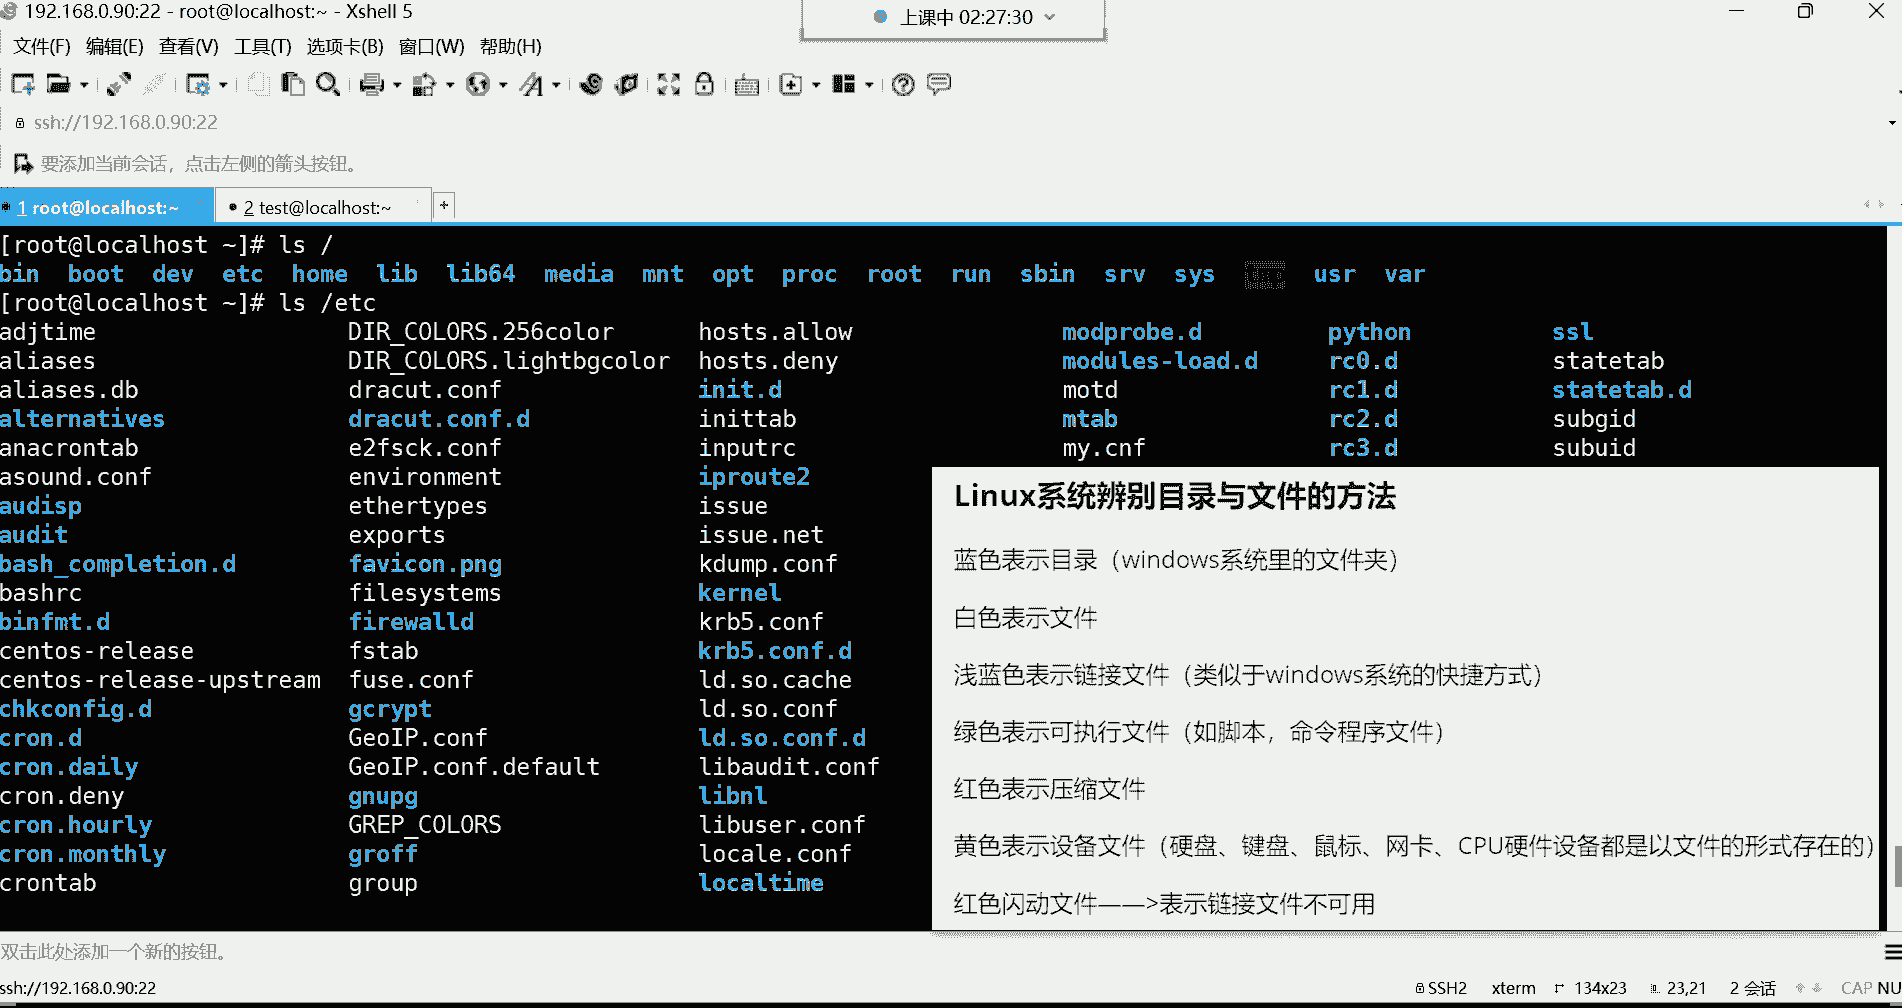 192.168.0.90:22 - root@localhost:~ - Xshell 5
上课中 02:27:30
文件(F) 编辑(E) 查看(V) 工具(T) 选项卡(B) 窗口(W) 帮助(H)
ssh://192.168.0.90:22
要添加当前会话，点击左侧的箭头按钮。
1 root@localhost:~ 2 test@localhost:~ +
[root@localhost ~]# ls /
bin boot dev etc home lib lib64 media mnt opt proc root run sbin srv sys usr var
[root@localhost ~]# ls /etc
adjtime DIR_COLORS.256color hosts.allow modprobe.d python ssl
aliases DIR_COLORS.lightbgcolor hosts.deny modules-load.d rc0.d statetab
aliases.db dracut.conf init.d motd rc1.d statetab.d
alternatives dracut.conf.d inittab mtab rc2.d subgid
anacrontab e2fsck.conf inputrc my.cnf rc3.d subuid
asound.conf environment iproute2
audisp ethertypes issue
audit exports issue.net
bash_completion.d favicon.png kdump.conf
bashrc filesystems kernel
binfmt.d firewalld krb5.conf
centos-release fstab krb5.conf.d
centos-release-upstream fuse.conf ld.so.cache
chkconfig.d gcrypt ld.so.conf
cron.d GeoIP.conf ld.so.conf.d
cron.daily GeoIP.conf.default libaudit.conf
cron.deny gnupg libnl
cron.hourly GREP_COLORS libuser.conf
cron.monthly groff locale.conf
crontab group localtime
Linux系统辨别目录与文件的方法
蓝色表示目录（windows系统里的文件夹）
白色表示文件
浅蓝色表示链接文件（类似于windows系统的快捷方式）
绿色表示可执行文件（如脚本，命令程序文件）
红色表示压缩文件
黄色表示设备文件（硬盘、键盘、鼠标、网卡、CPU硬件设备都是以文件的形式存在的）
红色闪动文件——>表示链接文件不可用
双击此处添加一个新的按钮。
ssh://192.168.0.90:22 SSH2 xterm 134x23 23,21 2 会话 CAP NU